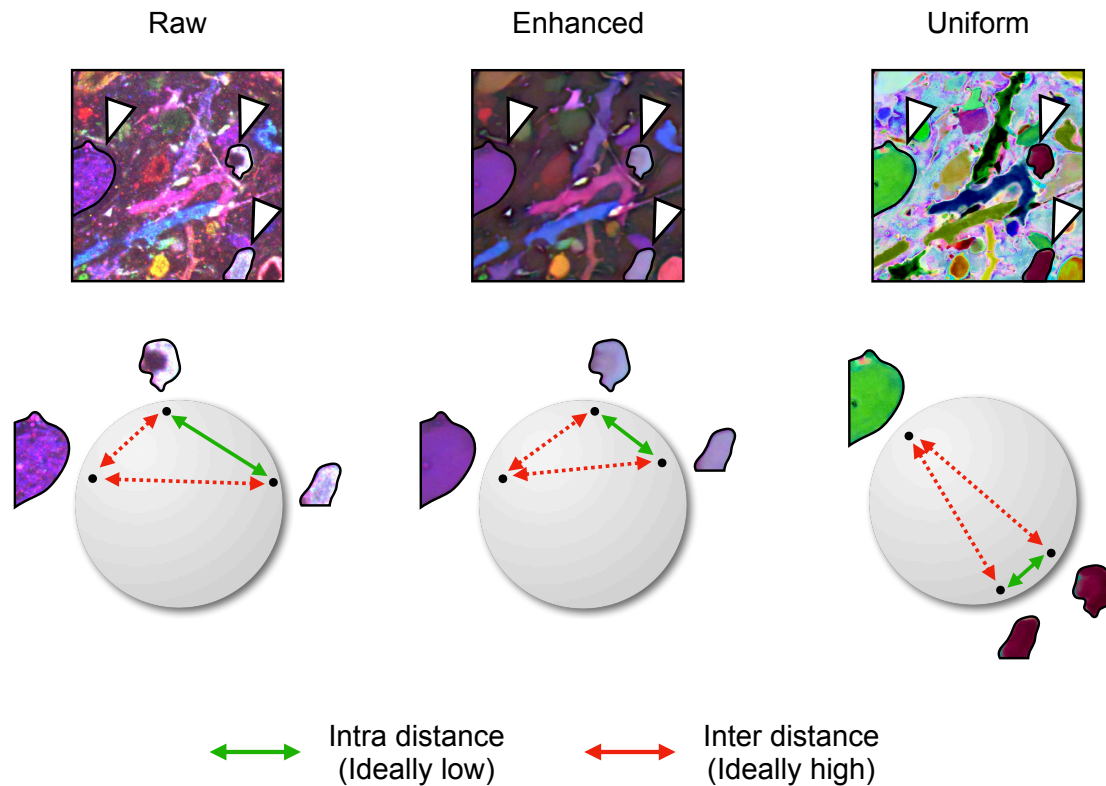 Raw
Enhanced
Uniform
Intra distance
(Ideally low)
Inter distance
(Ideally high)